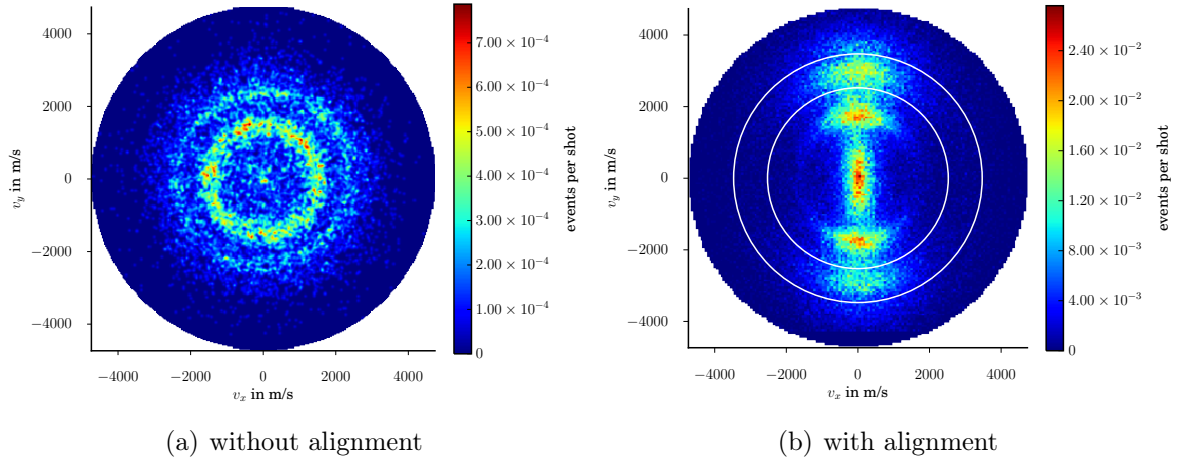 4000
2000
0
−2000
−4000
v_y in m/s
−4000 −2000 0 2000 4000
v_x in m/s
7.00 × 10⁻⁴
6.00 × 10⁻⁴
5.00 × 10⁻⁴
4.00 × 10⁻⁴
3.00 × 10⁻⁴
2.00 × 10⁻⁴
1.00 × 10⁻⁴
0
events per shot
(a) without alignment
4000
2000
0
−2000
−4000
v_y in m/s
−4000 −2000 0 2000 4000
v_x in m/s
2.40 × 10⁻²
2.00 × 10⁻²
1.60 × 10⁻²
1.20 × 10⁻²
8.00 × 10⁻³
4.00 × 10⁻³
0
events per shot
(b) with alignment